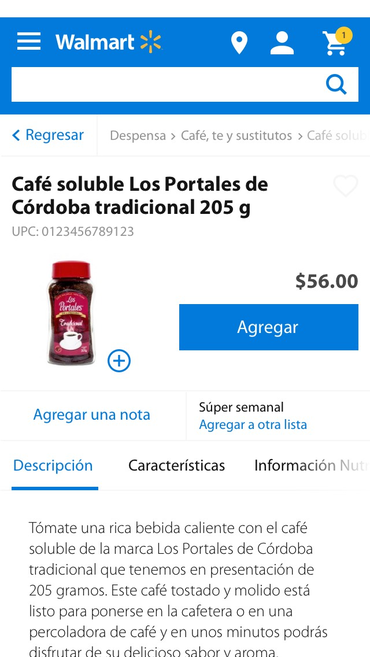 Walmart
1
Regresar
Despensa > Café, te y sustitutos > Café solub
Café soluble Los Portales de
Córdoba tradicional 205 g
UPC: 0123456789123
Los
Portales
Tradicional
$56.00
Agregar
Agregar una nota
Súper semanal
Agregar a otra lista
Descripción
Características
Información Nutri
Tómate una rica bebida caliente con el café
soluble de la marca Los Portales de Córdoba
tradicional que tenemos en presentación de
205 gramos. Este café tostado y molido está
listo para ponerse en la cafetera o en una
percoladora de café y en unos minutos podrás
disfrutar de su delicioso sabor y aroma.